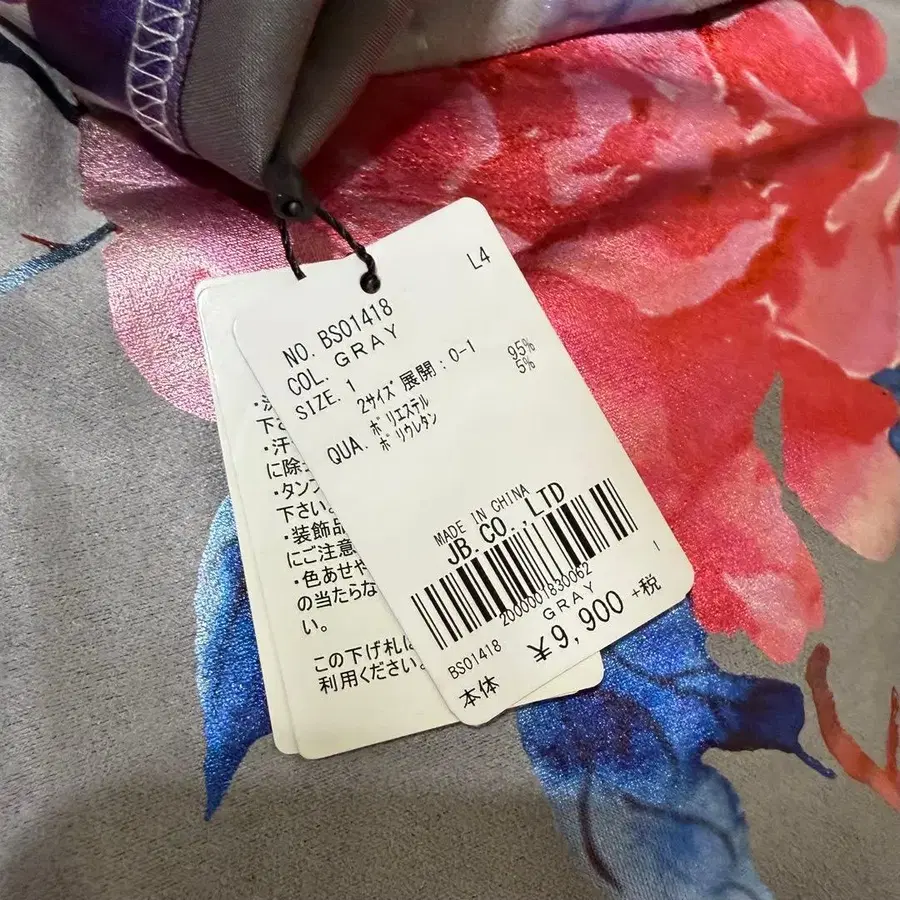 L4
NO. BS01418
COL. GRAY
SIZE. 1
2サイズ展開:0-1
QUA. ポリエステル 95%
ポリウレタン 5%
MADE IN CHINA
JB.CO.,LTD
2000001830062
BS01418 GRAY 1
本体 ¥9,900 +税
下さ
・汗
に除
・タン
下さい。
・装飾品
にご注意
・色あせや
の当たらな
い。
この下げ札は
利用ください。